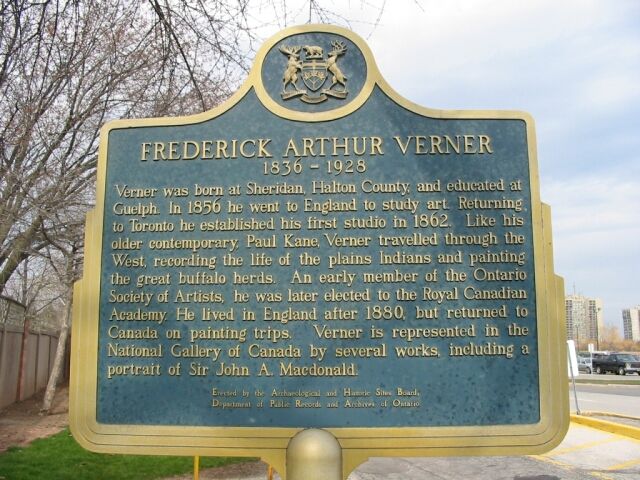 FREDERICK ARTHUR VERNER
1836 – 1928
Verner was born at Sheridan, Halton County, and educated at
Guelph. In 1856 he went to England to study art. Returning
to Toronto he established his first studio in 1862. Like his
older contemporary, Paul Kane, Verner travelled through the
West, recording the life of the plains Indians and painting
the great buffalo herds. An early member of the Ontario
Society of Artists, he was later elected to the Royal Canadian
Academy. He lived in England after 1880, but returned to
Canada on painting trips. Verner is represented in the
National Gallery of Canada by several works, including a
portrait of Sir John A. Macdonald.
Erected by the Archaeological and Historic Sites Board,
Department of Public Records and Archives of Ontario